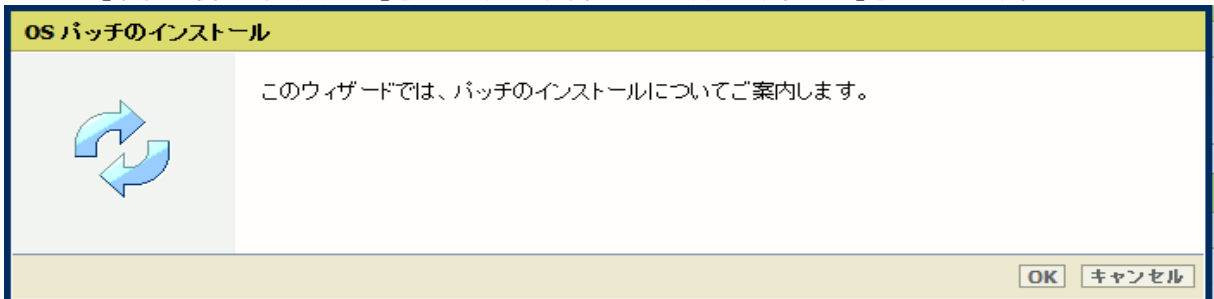 OS パッチのインストール
このウィザードでは、パッチのインストールについてご案内します。
OK キャンセル